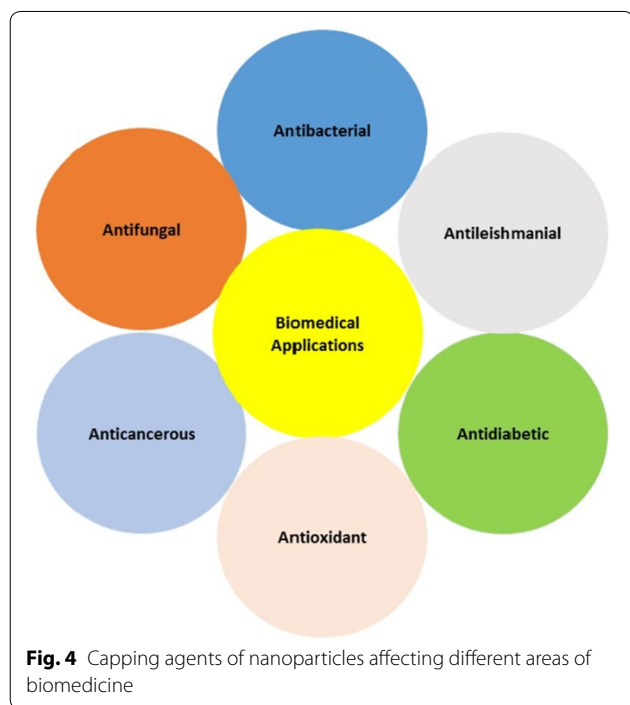 Antibacterial
Antifungal
Antileishmanial
Biomedical
Applications
Anticancerous
Antidiabetic
Antioxidant
Fig. 4 Capping agents of nanoparticles affecting different areas of
biomedicine